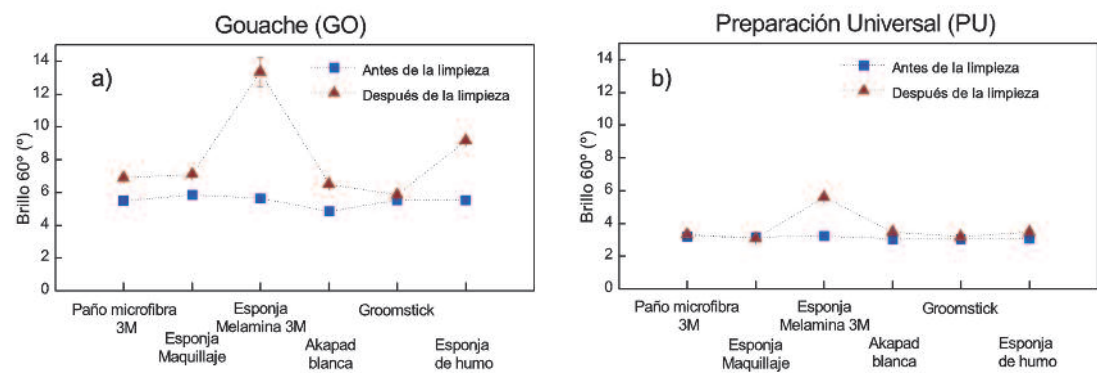 Gouache (GO)
a)
Antes de la limpieza
Después de la limpieza
Brillo 60º (º)
14
12
10
8
6
4
2
0
Paño microfibra
3M
Esponja
Maquillaje
Esponja
Melamina 3M
Akapad
blanca
Groomstick
Esponja
de humo
Preparación Universal (PU)
b)
Antes de la limpieza
Después de la limpieza
Brillo 60º (º)
14
12
10
8
6
4
2
0
Paño microfibra
3M
Esponja
Maquillaje
Esponja
Melamina 3M
Akapad
blanca
Groomstick
Esponja
de humo